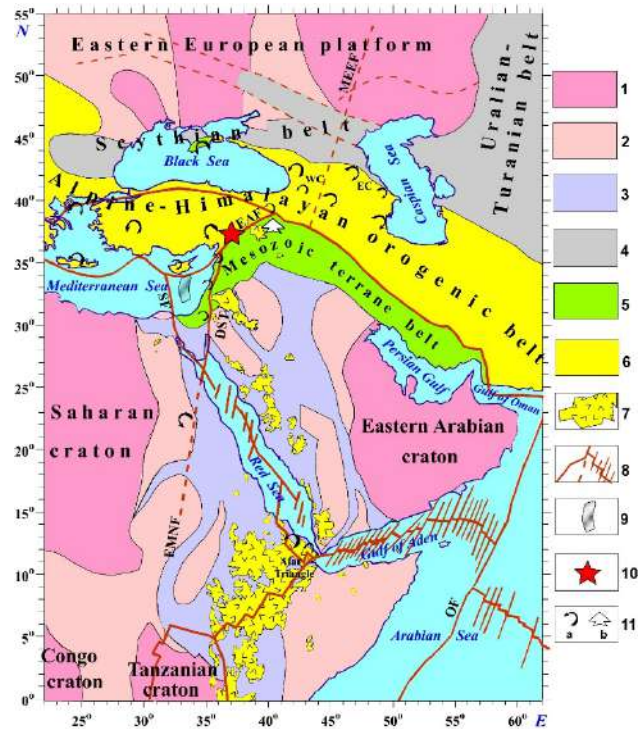 N
55°
50°
45°
40°
35°
30°
25°
20°
15°
10°
5°
0°
Eastern European platform
MEEF
Uralian-
Turanian belt
Scythian belt
Black Sea
Caspian Sea
WC
EC
Alpine-Himalayan orogenic belt
EAF
Mesozoic terrane belt
Mediterranean Sea
SF
DST
Persian Gulf
Gulf of Oman
Saharan
craton
Eastern Arabian
craton
Red Sea
EMNF
Gulf of Aden
Afar
Triangle
OF
Arabian Sea
Congo
craton
Tanzanian
craton
25° 30° 35° 40° 45° 50° 55° 60° E
1
2
3
4
5
6
7
8
9
10
11
a b